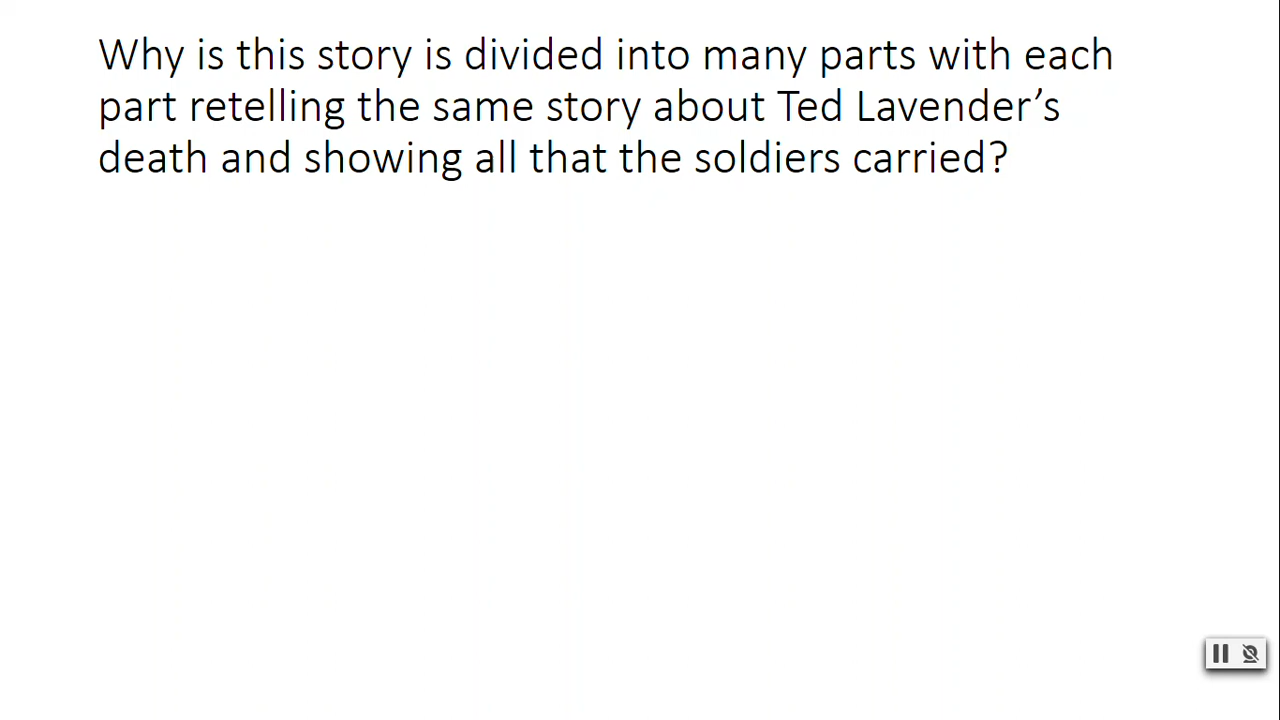 Why is this story is divided into many parts with each
part retelling the same story about Ted Lavender’s
death and showing all that the soldiers carried?